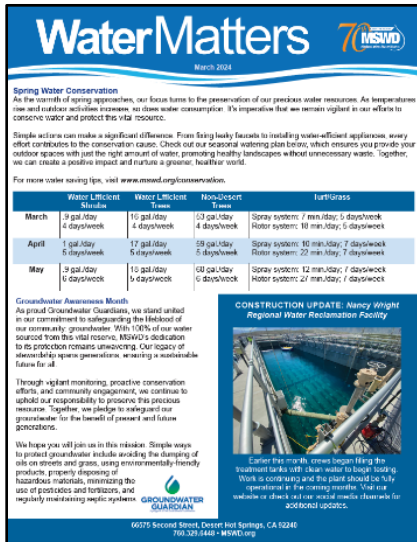 WaterMatters
70 MSWD
March 2024
Spring Water Conservation
As the warmth of spring approaches, our focus turns to the preservation of our precious water resources. As temperatures
rise and outdoor activities increase, so does water consumption. It's imperative that we remain vigilant in our efforts to
conserve water and protect this vital resource.
Simple actions can make a significant difference. From fixing leaky faucets to installing water-efficient appliances, every
effort contributes to the conservation cause. Check out our seasonal watering plan below, which ensures you provide your
outdoor spaces with just the right amount of water, promoting healthy landscapes without unnecessary waste. Together,
we can create a positive impact and nurture a greener, healthier world.
For more water saving tips, visit www.mswd.org/conservation.
Water Efficient Shrubs Water Efficient Trees Non-Desert Trees Turf/Grass
March .9 gal./day 16 gal./day 53 gal./day Spray system: 7 min./day; 5 days/week
4 days/week 4 days/week 4 days/week Rotor system: 18 min./day; 5 days/week
April 1 gal./day 17 gal./day 59 gal./day Spray system: 10 min./day; 7 days/week
5 days/week 5 days/week 5 days/week Rotor system: 22 min./day; 7 days/week
May .9 gal./day 18 gal./day 60 gal./day Spray system: 12 min./day; 7 days/week
6 days/week 5 days/week 6 days/week Rotor system: 27 min./day; 7 days/week
Groundwater Awareness Month
As proud Groundwater Guardians, we stand united
in our commitment to safeguarding the lifeblood of
our community: groundwater. With 100% of our water
sourced from this vital reserve, MSWD's dedication
to its protection remains unwavering. Our legacy of
stewardship spans generations, ensuring a sustainable
future for all.
Through vigilant monitoring, proactive conservation
efforts, and community engagement, we continue to
uphold our responsibility to preserve this precious
resource. Together, we pledge to safeguard our
groundwater for the benefit of present and future
generations.
We hope you will join us in this mission. Simple ways
to protect groundwater include avoiding the dumping of
oils on streets and grass, using environmentally-friendly
products, properly disposing of
hazardous materials, minimizing the
use of pesticides and fertilizers, and
regularly maintaining septic systems.
GROUNDWATER
GUARDIAN
CONSTRUCTION UPDATE: Nancy Wright
Regional Water Reclamation Facility
Earlier this month, crews began filling the
treatment tanks with clean water to begin testing.
Work is continuing and the plant should be fully
operational in the coming months. Visit our
website or check out our social media channels for
additional updates.
66575 Second Street, Desert Hot Springs, CA 92240
760.329.6448 • MSWD.org